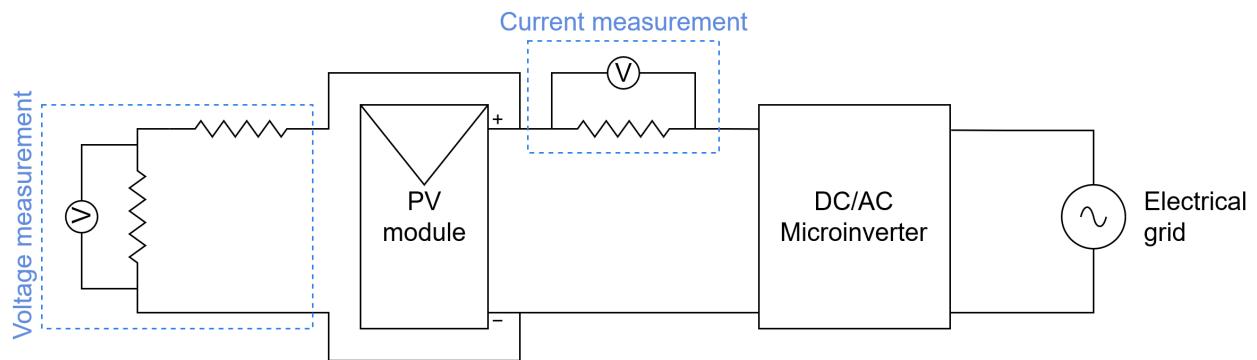 Current measurement
V
Voltage measurement
V
+
−
PV
module
DC/AC
Microinverter
Electrical
grid